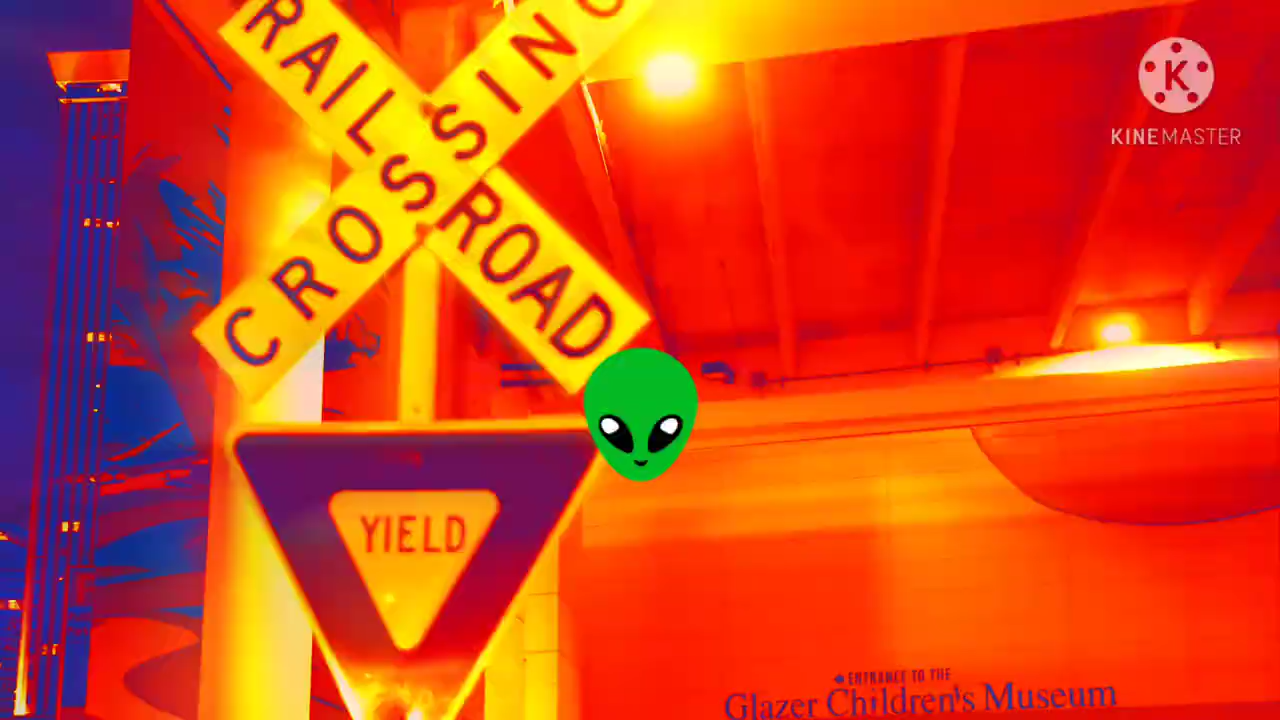 RAILROAD
CROSSING
KINEMASTER
YIELD
ENTRANCE TO THE
Glazer Children's Museum